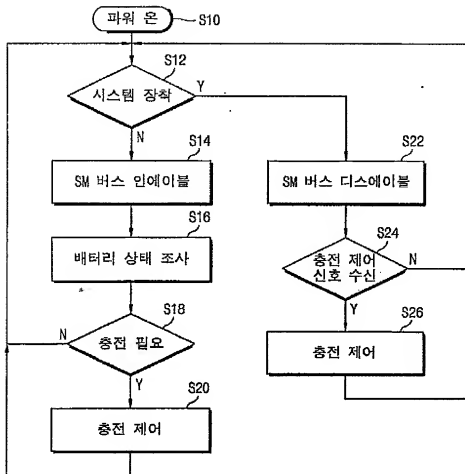 파워 온
S10
S12
시스템 장착
Y
N
S14
SM 버스 인에이블
S16
배터리 상태 조사
S18
N
충전 필요
Y
S20
충전 제어
S22
SM 버스 디스에이블
S24
충전 제어
신호 수신
N
Y
S26
충전 제어